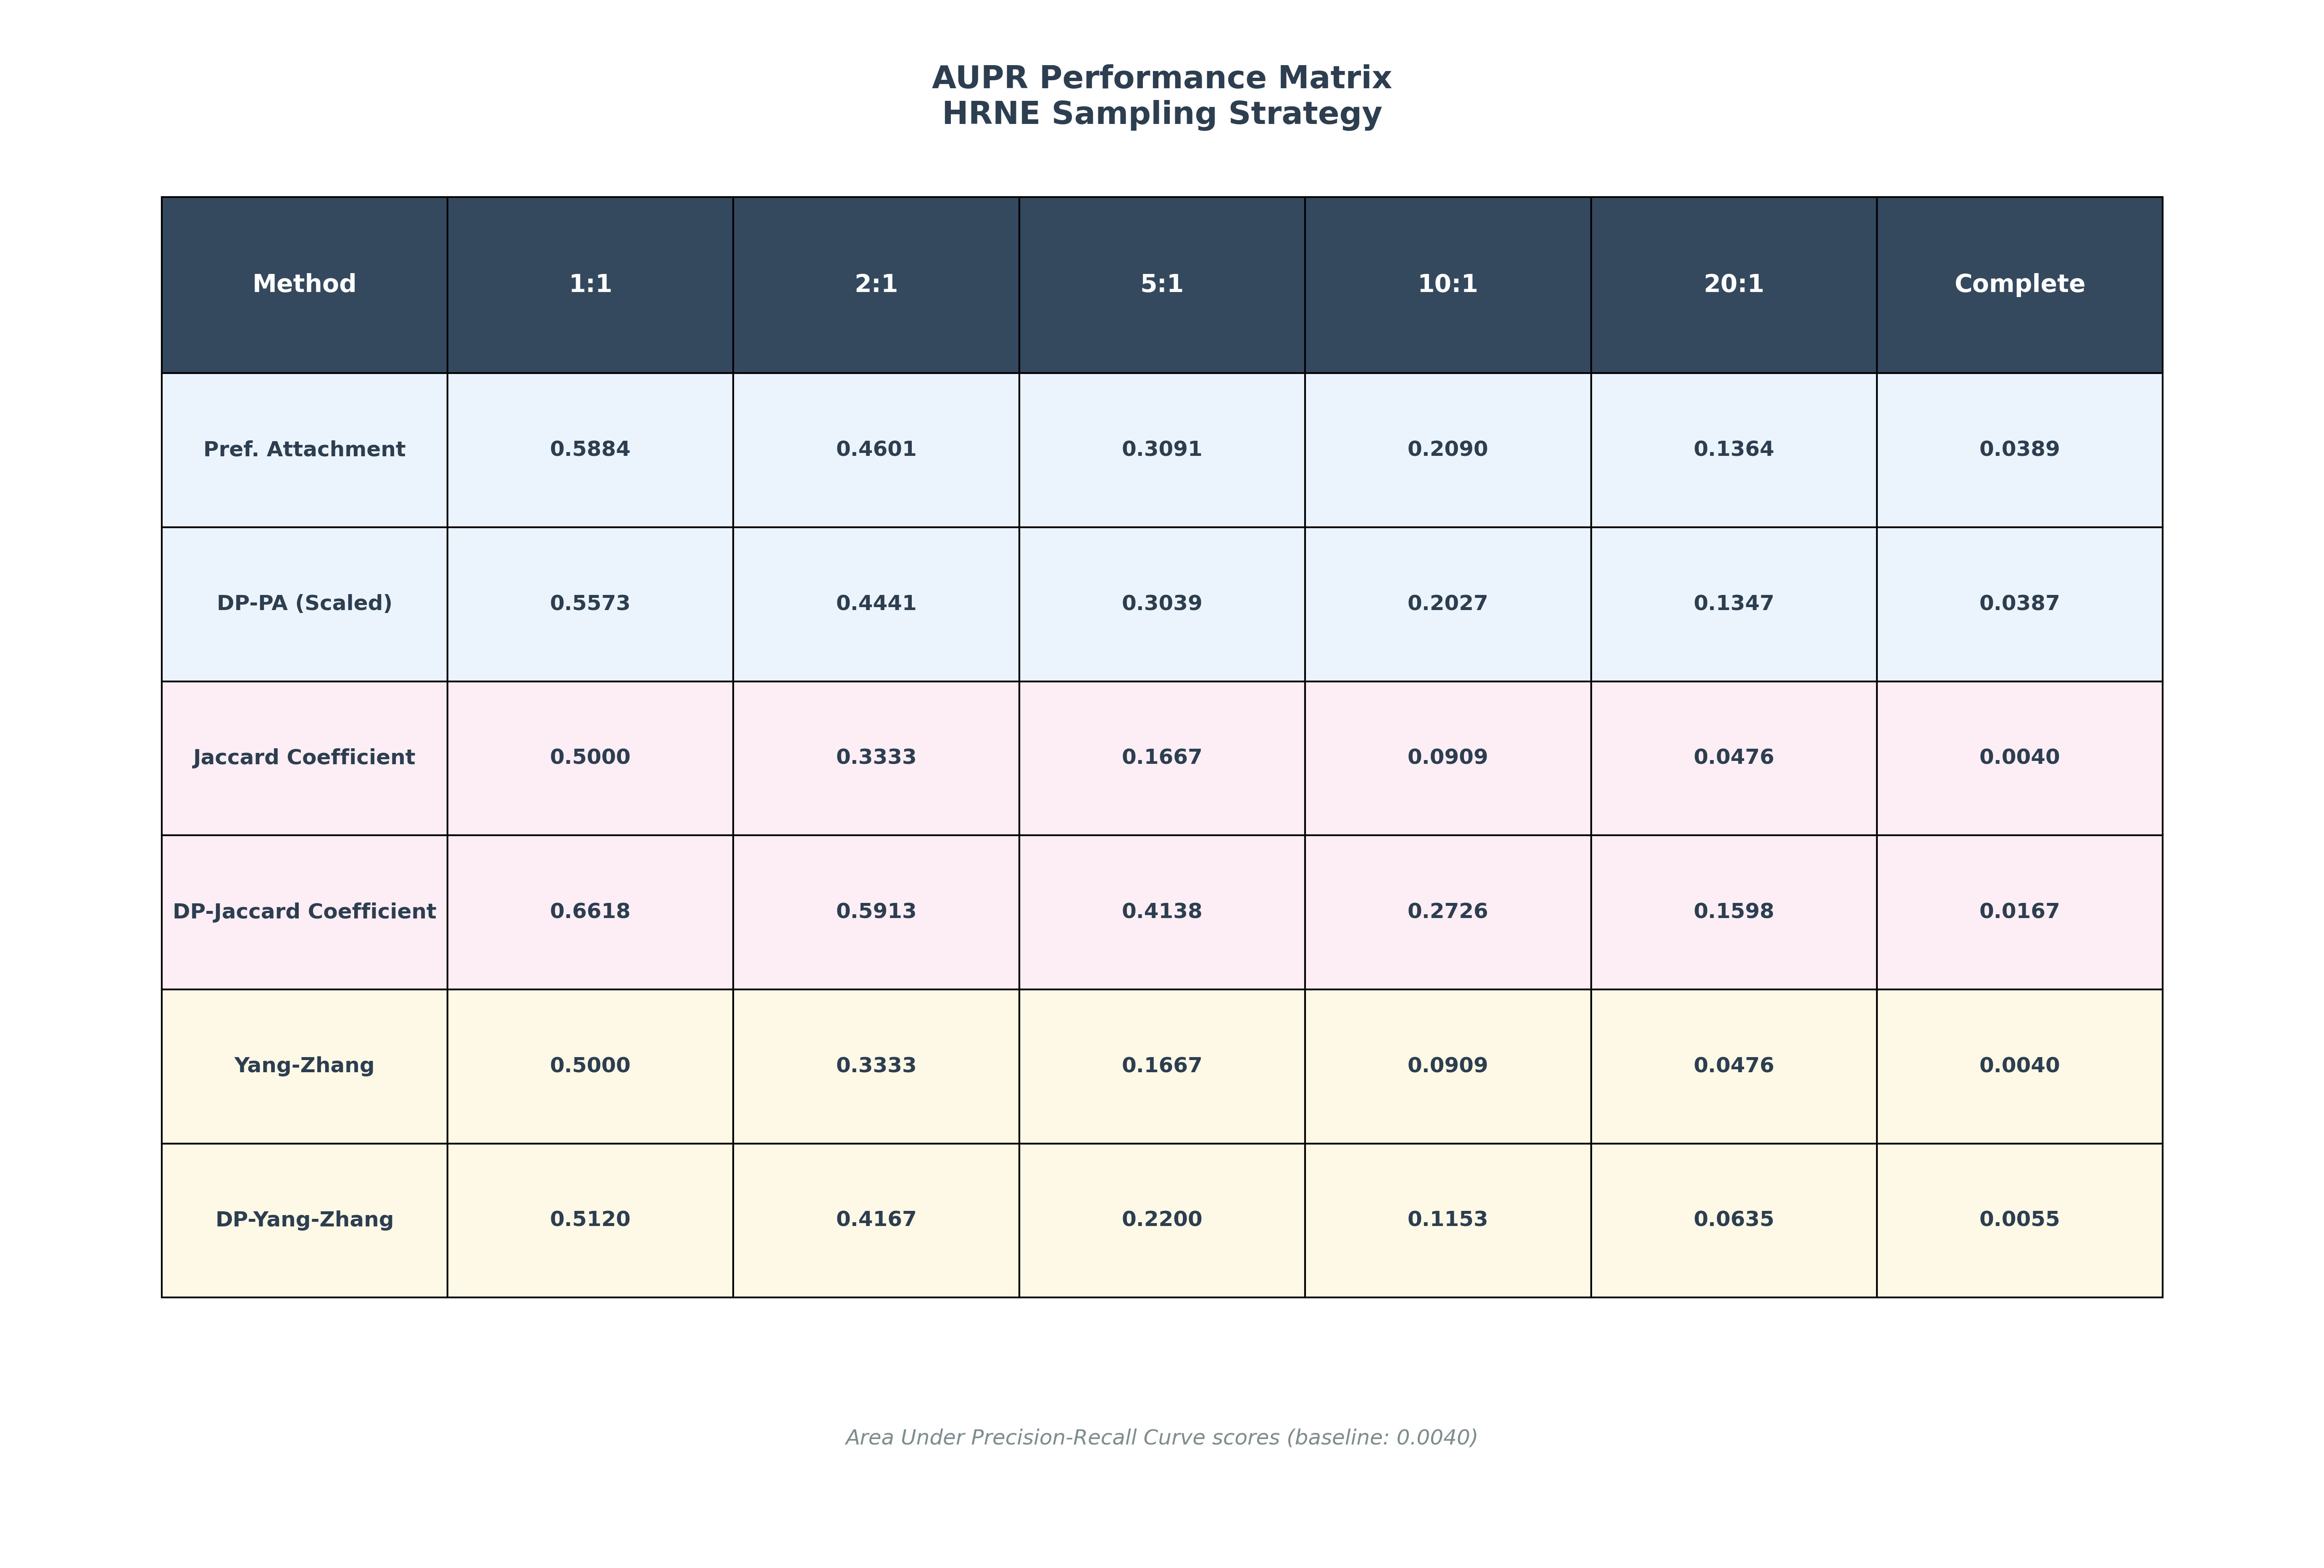 AUPR Performance Matrix
HRNE Sampling Strategy
Method 1:1 2:1 5:1 10:1 20:1 Complete
Pref. Attachment 0.5884 0.4601 0.3091 0.2090 0.1364 0.0389
DP-PA (Scaled) 0.5573 0.4441 0.3039 0.2027 0.1347 0.0387
Jaccard Coefficient 0.5000 0.3333 0.1667 0.0909 0.0476 0.0040
DP-Jaccard Coefficient 0.6618 0.5913 0.4138 0.2726 0.1598 0.0167
Yang-Zhang 0.5000 0.3333 0.1667 0.0909 0.0476 0.0040
DP-Yang-Zhang 0.5120 0.4167 0.2200 0.1153 0.0635 0.0055
Area Under Precision-Recall Curve scores (baseline: 0.0040)